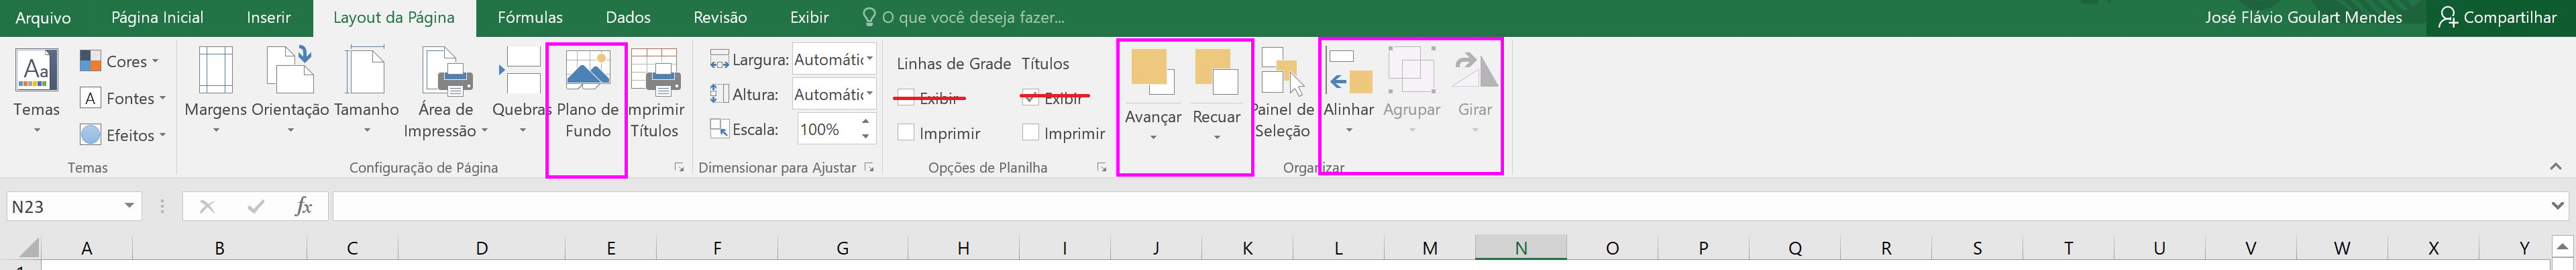 Arquivo Página Inicial Inserir Layout da Página Fórmulas Dados Revisão Exibir O que você deseja fazer... José Flávio Goulart Mendes Compartilhar
Aa
Temas
Cores
A Fontes
Efeitos
Temas
Margens
Orientação
Tamanho
Área de
Impressão
Quebras
Plano de
Fundo
Imprimir
Títulos
Configuração de Página
Largura: Automátic
Altura: Automátic
Escala: 100%
Dimensionar para Ajustar
Linhas de Grade
Exibir
Imprimir
Títulos
Exibir
Imprimir
Opções de Planilha
Avançar
Recuar
Painel de
Seleção
Alinhar
Agrupar
Girar
Organizar
N23 fx
A B C D E F G H I J K L M N O P Q R S T U V W X Y